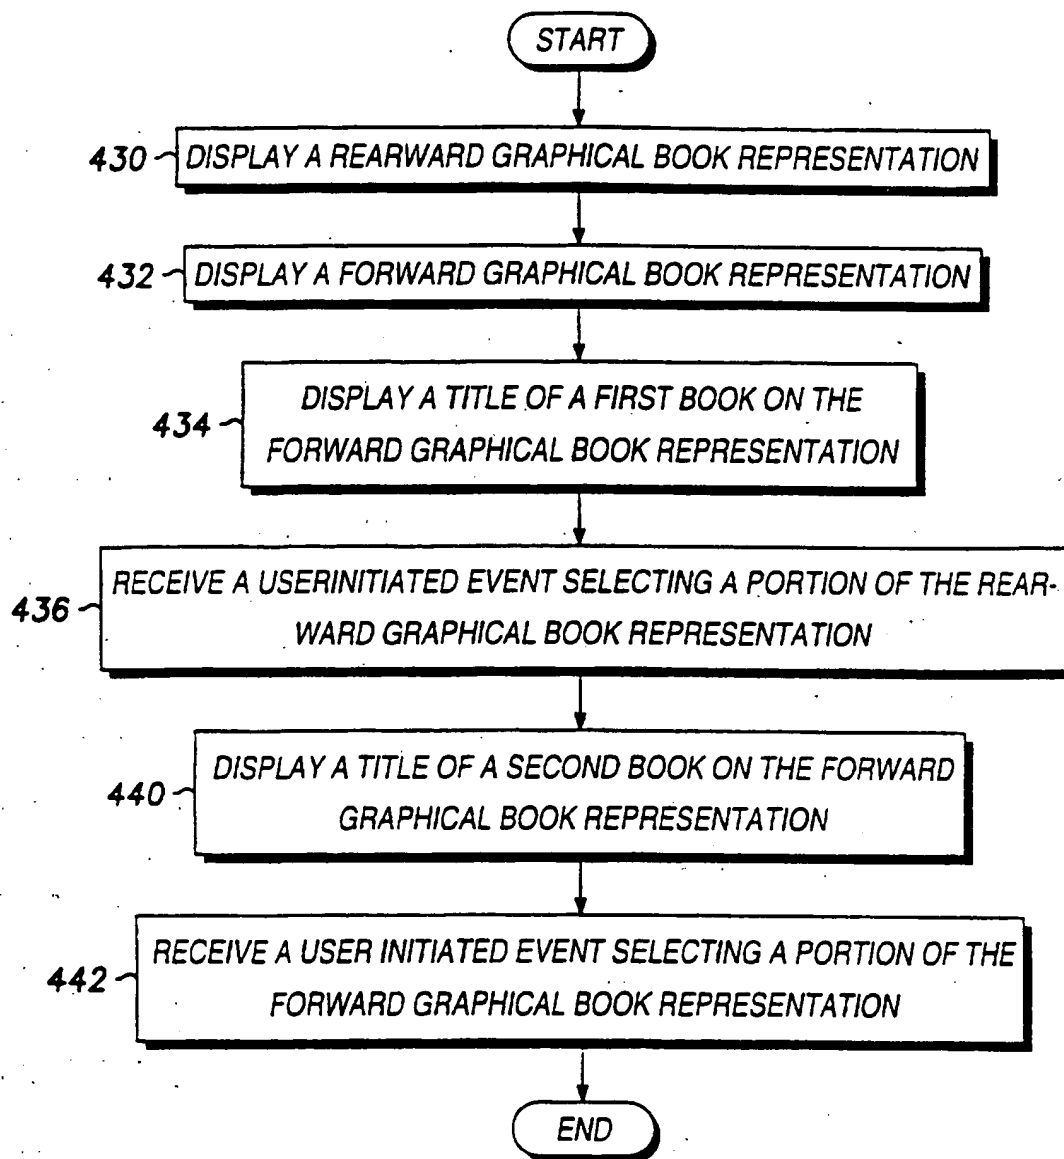 START
430 DISPLAY A REARWARD GRAPHICAL BOOK REPRESENTATION
432 DISPLAY A FORWARD GRAPHICAL BOOK REPRESENTATION
DISPLAY A TITLE OF A FIRST BOOK ON THE
434
FORWARD GRAPHICAL BOOK REPRESENTATION
RECEIVE A USERINITIATED EVENT SELECTING A PORTION OF THE REAR-
436
WARD GRAPHICAL BOOK REPRESENTATION
DISPLAY A TITLE OF A SECOND BOOK ON THE FORWARD
440
GRAPHICAL BOOK REPRESENTATION
RECEIVE A USER INITIATED EVENT SELECTING A PORTION OF THE
442
FORWARD GRAPHICAL BOOK REPRESENTATION
END